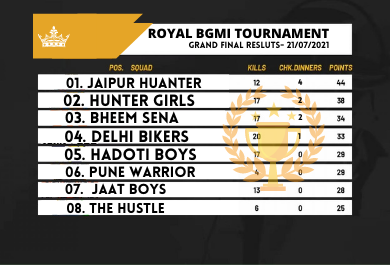 ROYAL BGMI TOURNAMENT
GRAND FINAL RESLUTS- 21/07/2021
POS. SQUAD KILLS CHK.DINNERS POINTS
01. JAIPUR HUANTER 12 4 44
02. HUNTER GIRLS 17 2 38
03. BHEEM SENA 17 2 34
04. DELHI BIKERS 20 1 33
05. HADOTI BOYS 17 0 29
06. PUNE WARRIOR 4 0 29
07. JAAT BOYS 13 0 28
08. THE HUSTLE 6 0 25